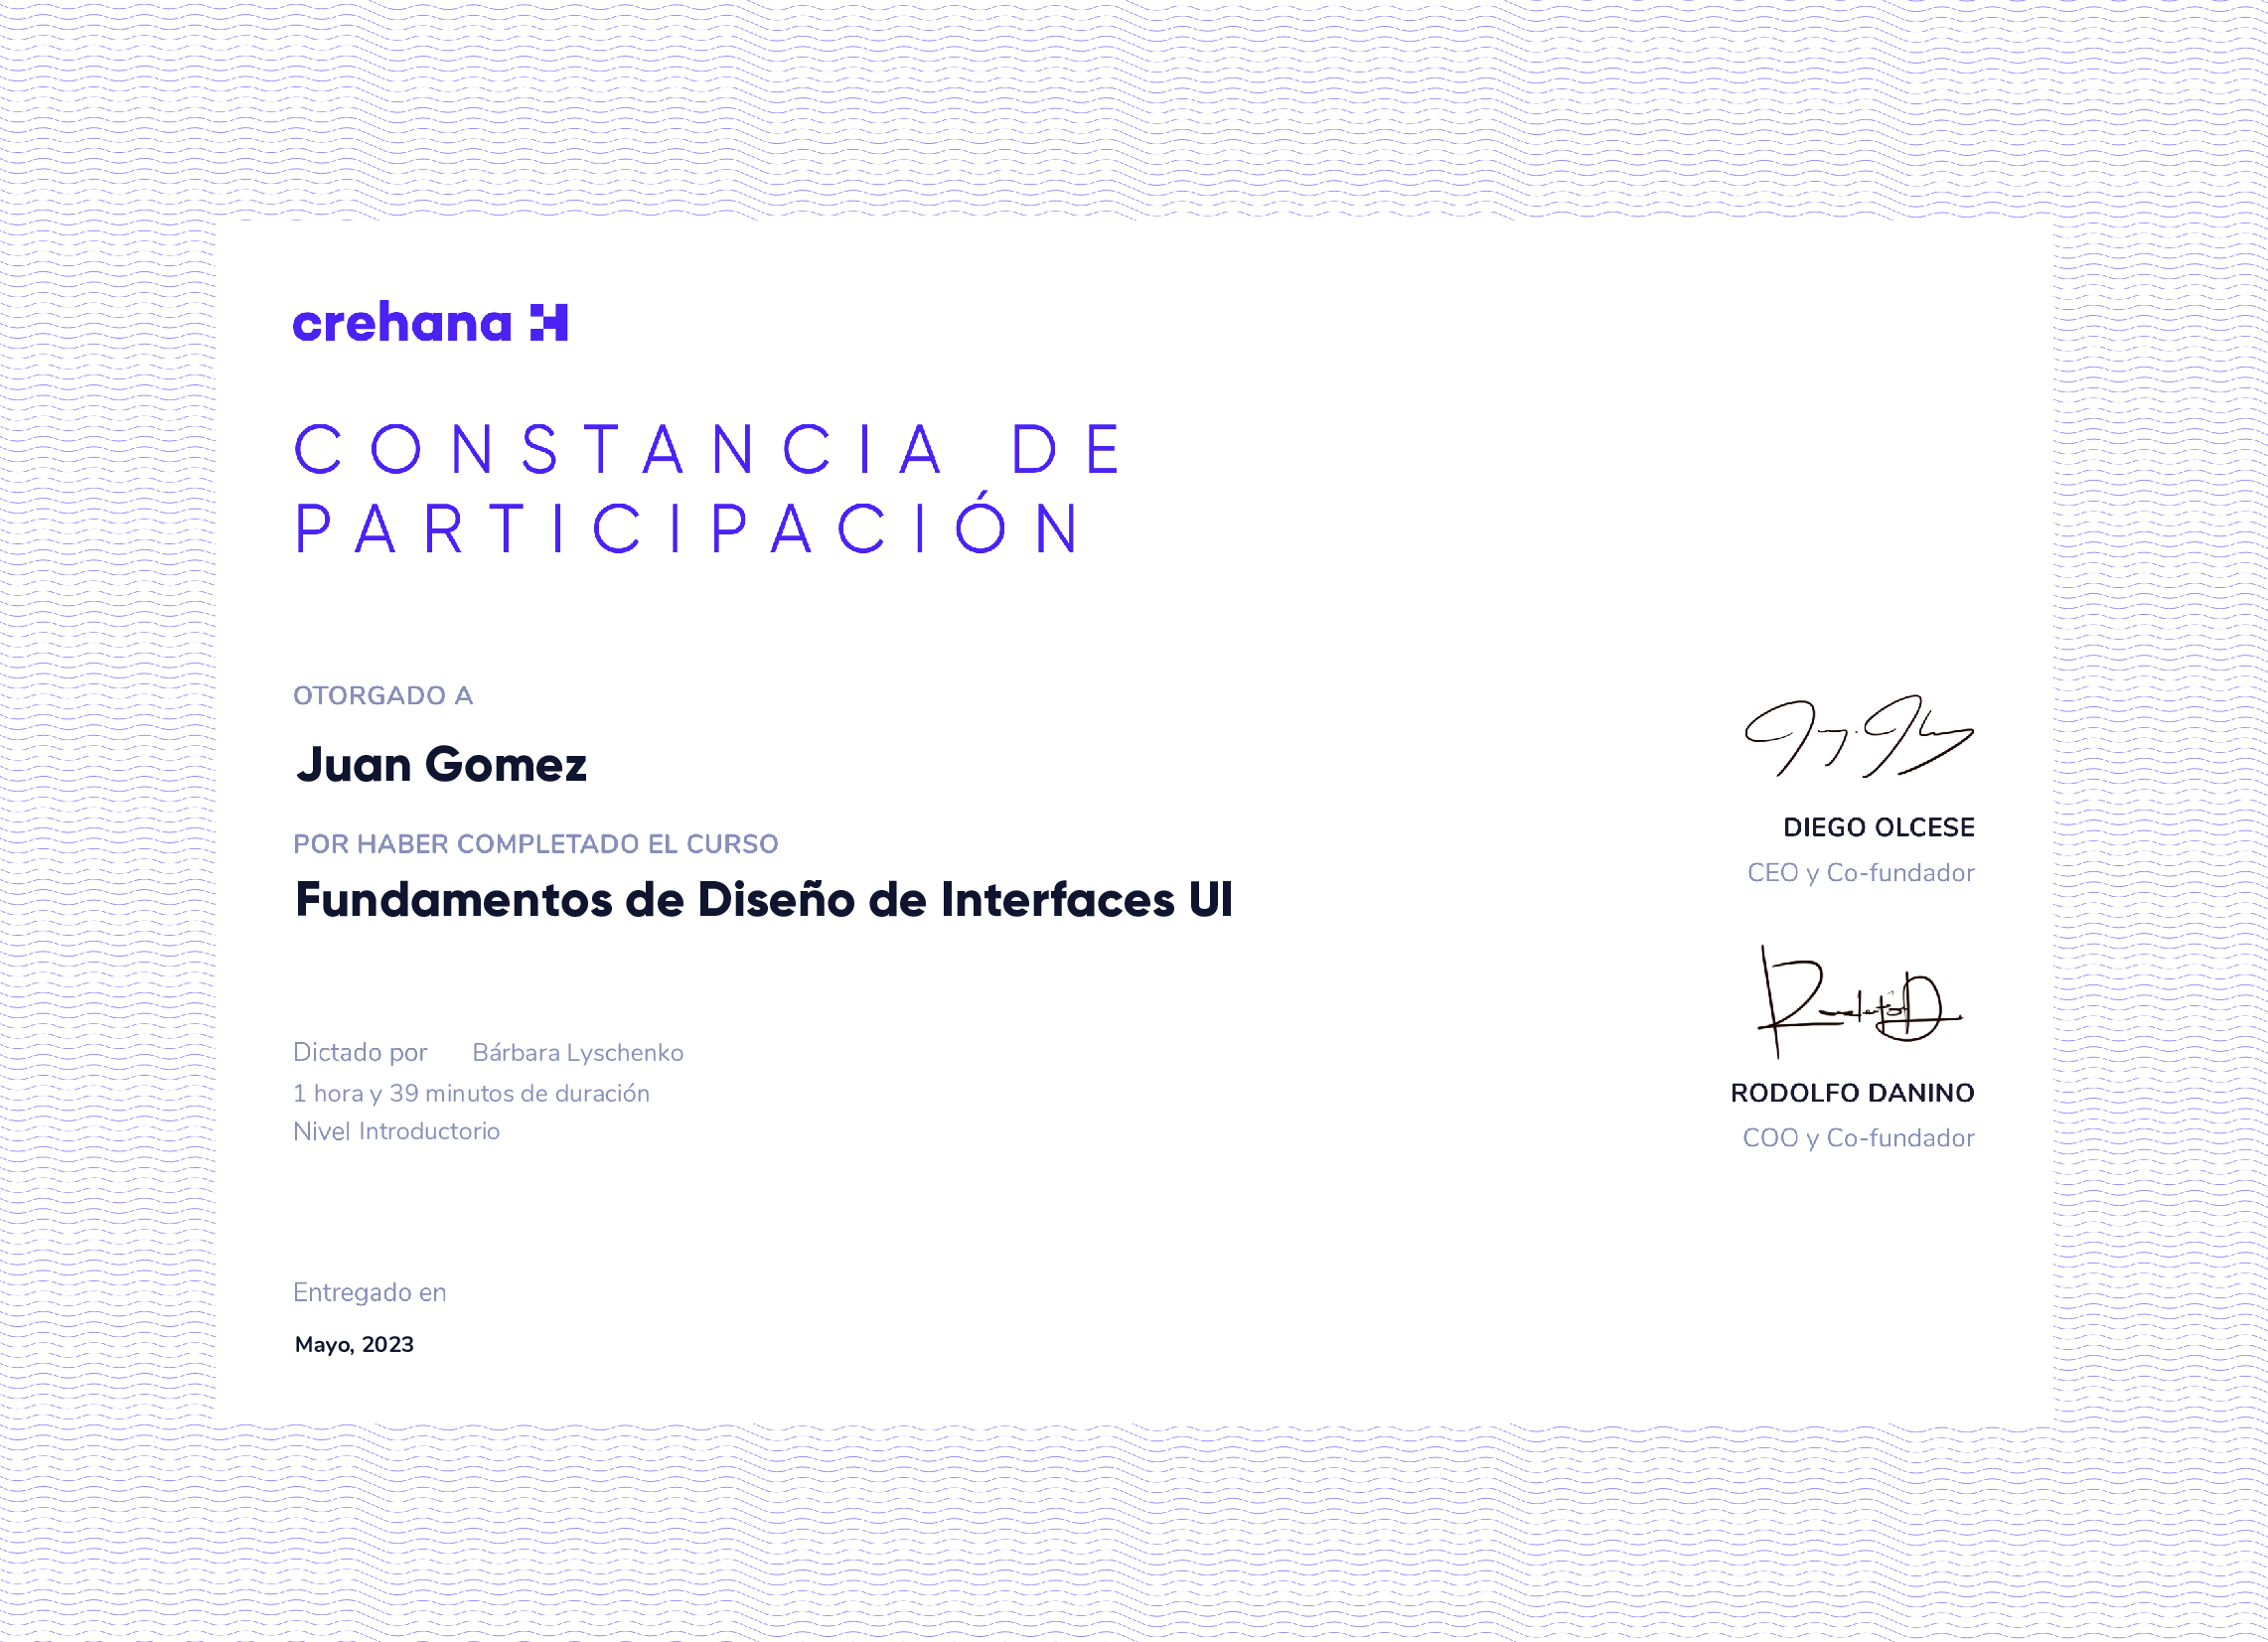 crehana
CONSTANCIA DE
PARTICIPACIÓN
OTORGADO A
Juan Gomez
POR HABER COMPLETADO EL CURSO
Fundamentos de Diseño de Interfaces UI
Dictado por Bárbara Lyschenko
1 hora y 39 minutos de duración
Nivel Introductorio
Entregado en
Mayo, 2023
DIEGO OLCESE
CEO y Co-fundador
RODOLFO DANINO
COO y Co-fundador